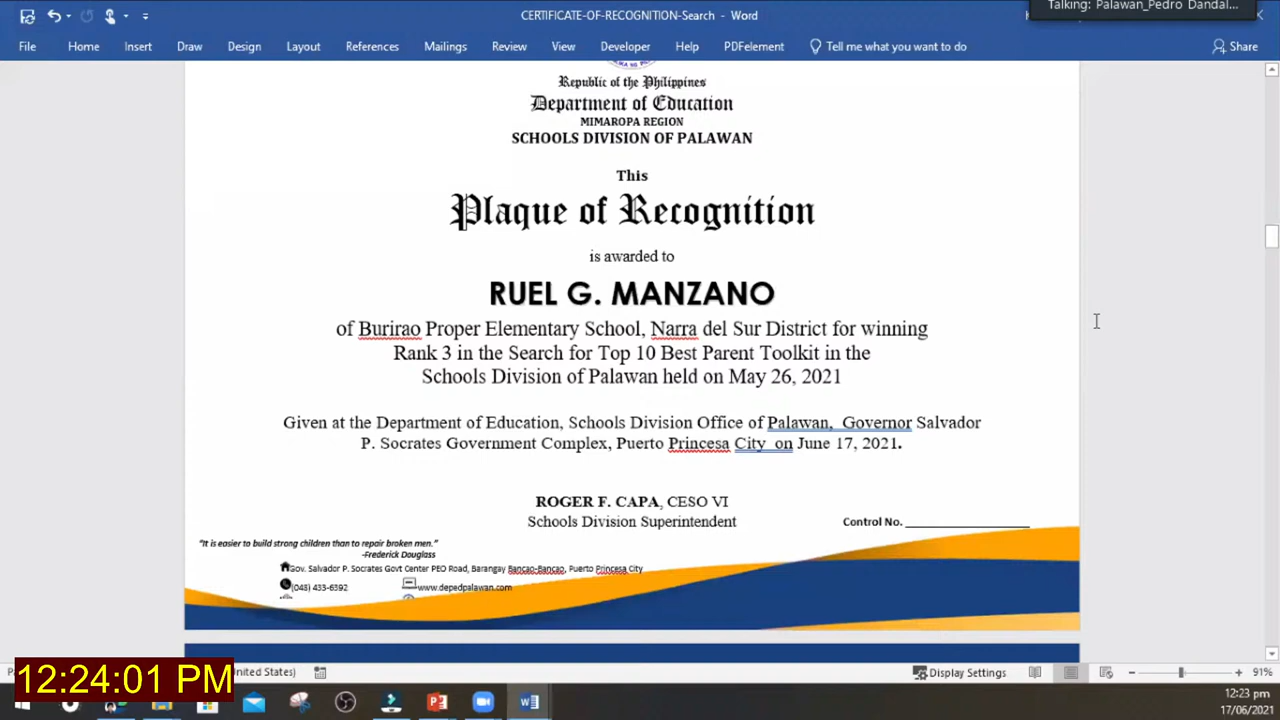 CERTIFICATE-OF-RECOGNITION-Search - Word
Talking: Palawan_Pedro Dandal...
File Home Insert Draw Design Layout References Mailings Review View Developer Help PDFelement Tell me what you want to do Share
Republic of the Philippines
Department of Education
MIMAROPA REGION
SCHOOLS DIVISION OF PALAWAN
This
Plaque of Recognition
is awarded to
RUEL G. MANZANO
of Burirao Proper Elementary School, Narra del Sur District for winning
Rank 3 in the Search for Top 10 Best Parent Toolkit in the
Schools Division of Palawan held on May 26, 2021
Given at the Department of Education, Schools Division Office of Palawan, Governor Salvador
P. Socrates Government Complex, Puerto Princesa City on June 17, 2021.
ROGER F. CAPA, CESO VI
Schools Division Superintendent
Control No. ____________________
"It is easier to build strong children than to repair broken men."
-Frederick Douglass
Gov. Salvador P. Socrates Govt Center PEO Road, Barangay Bancao-Bancao, Puerto Princesa City
(048) 433-6392
www.depedpalawan.com
12:24:01 PM
United States)
Display Settings
91%
12:23 pm
17/06/2021